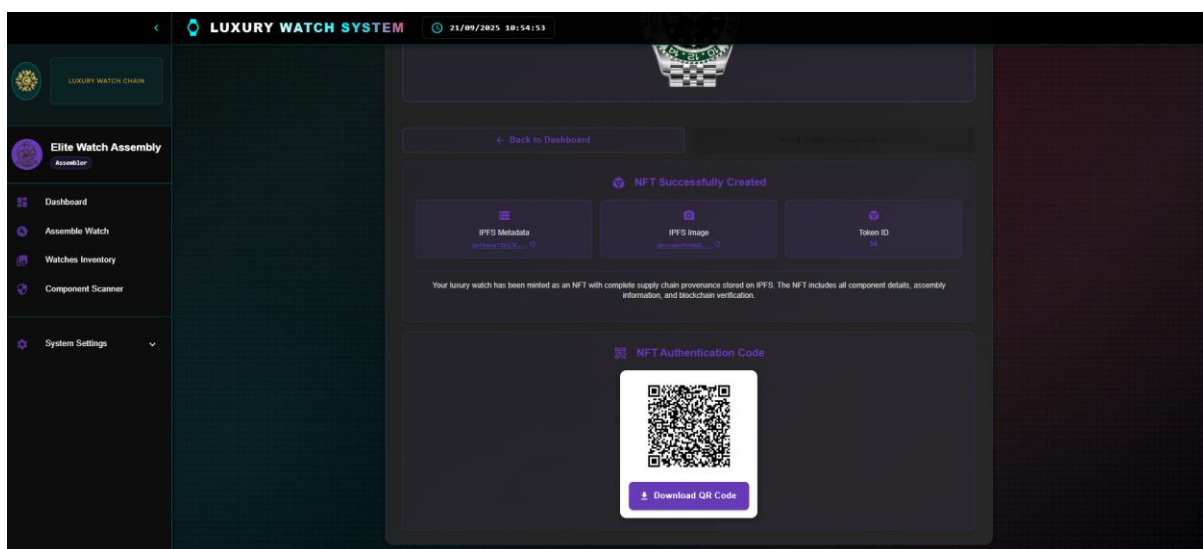 LUXURY WATCH SYSTEM
21/09/2025 10:54:53
LUXURY WATCH CHAIN
Elite Watch Assembly
Assembler
Dashboard
Assemble Watch
Watches Inventory
Component Scanner
System Settings
10 · 12 · 14
← Back to Dashboard
NFT Successfully Created
IPFS Metadata
IPFS Image
Token ID
Your luxury watch has been minted as an NFT with complete supply chain provenance stored on IPFS. The NFT includes all component details, assembly
information, and blockchain verification.
NFT Authentication Code
Download QR Code